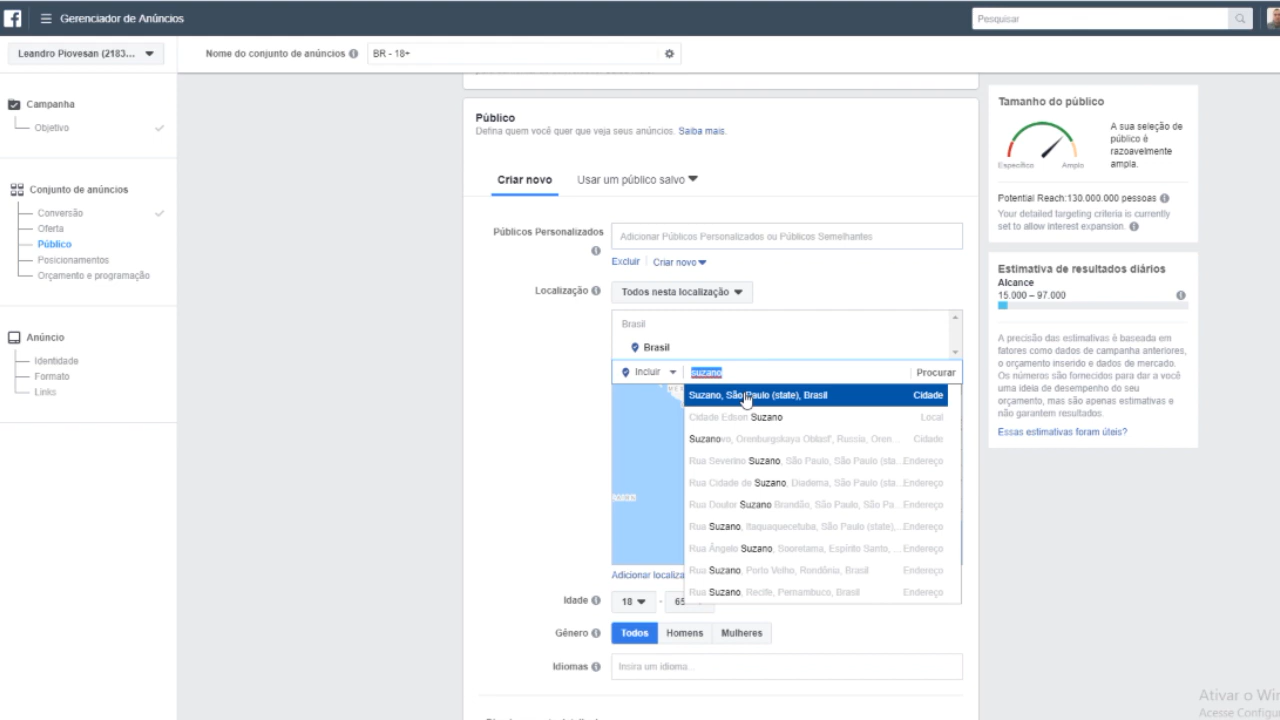 Gerenciador de Anúncios
Pesquisar
Leandro Piovesan (2183...
Nome do conjunto de anúncios
BR - 18+
Campanha
Objetivo
Conjunto de anúncios
Conversão
Oferta
Público
Posicionamentos
Orçamento e programação
Anúncio
Identidade
Formato
Links
Público
Defina quem você quer que veja seus anúncios. Saiba mais.
Criar novo
Usar um público salvo
Públicos Personalizados
Adicionar Públicos Personalizados ou Públicos Semelhantes
Excluir
Criar novo
Localização
Todos nesta localização
Brasil
Brasil
Incluir
suzano
Procurar
Suzano, São Paulo (state), Brasil Cidade
Cidade Edson Suzano Local
Suzanovo, Orenburgskaya Oblast', Russia, Oren... Cidade
Rua Severino Suzano, São Paulo, São Paulo (sta... Endereço
Rua Cidade de Suzano, Diadema, São Paulo (sta... Endereço
Rua Doutor Suzano Brandão, São Paulo, São Pa... Endereço
Rua Suzano, Itaquaquecetuba, São Paulo (state),... Endereço
Rua Ângelo Suzano, Sooretama, Espírito Santo, ... Endereço
Rua Suzano, Porto Velho, Rondônia, Brasil Endereço
Rua Suzano, Recife, Pernambuco, Brasil Endereço
Adicionar localiza
Idade
18 - 65
Gênero
Todos Homens Mulheres
Idiomas
Insira um idioma...
Tamanho do público
Específico
Amplo
A sua seleção de
público é
razoavelmente
ampla.
Potential Reach:130.000.000 pessoas
Your detailed targeting criteria is currently
set to allow interest expansion.
Estimativa de resultados diários
Alcance
15.000 – 97.000
A precisão das estimativas é baseada em
fatores como dados de campanha anteriores,
o orçamento insendo e dados de mercado.
Os números são fornecidos para dar a você
uma ideia de desempenho do seu
orçamento, mas são apenas estimativas e
não garantem resultados.
Essas estimativas foram úteis?
Ativar o Wi
Acesse Configu